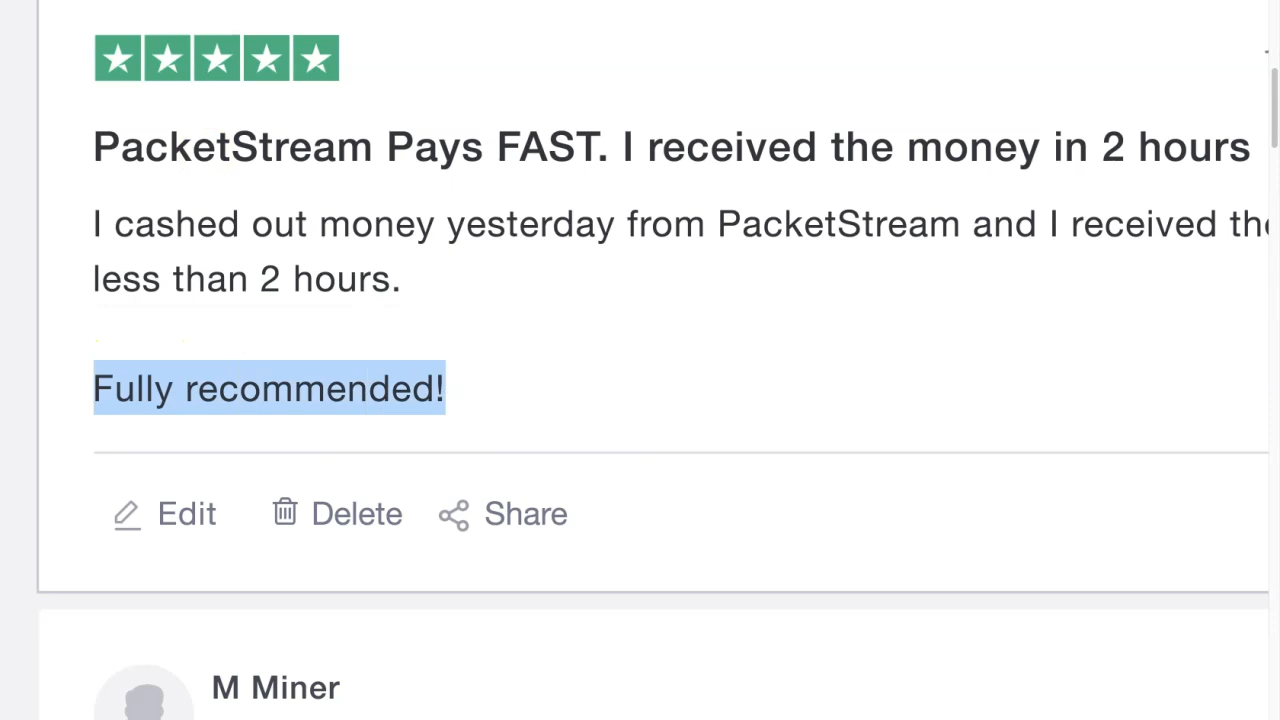 PacketStream Pays FAST. I received the money in 2 hours
I cashed out money yesterday from PacketStream and I received
less than 2 hours.
Fully recommended!
Edit
Delete
Share
M Miner